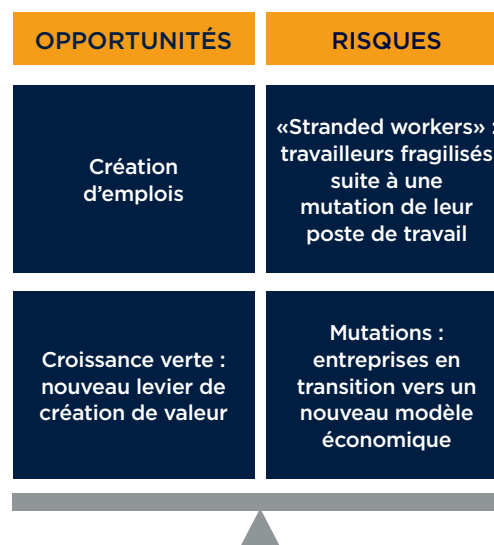 OPPORTUNITÉS
RISQUES
Création
d’emplois
«Stranded workers» :
travailleurs fragilisés
suite à une
mutation de leur
poste de travail
Croissance verte :
nouveau levier de
création de valeur
Mutations :
entreprises en
transition vers un
nouveau modèle
économique